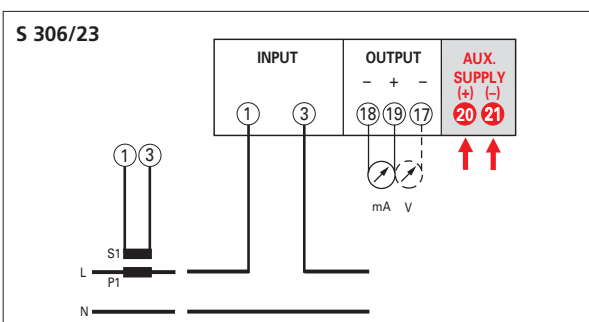 S 306/23
INPUT
OUTPUT
AUX.
SUPPLY
– + –
(+) (–)
1 3
18 19 17
20 21
1 3
mA V
S1
L
P1
N